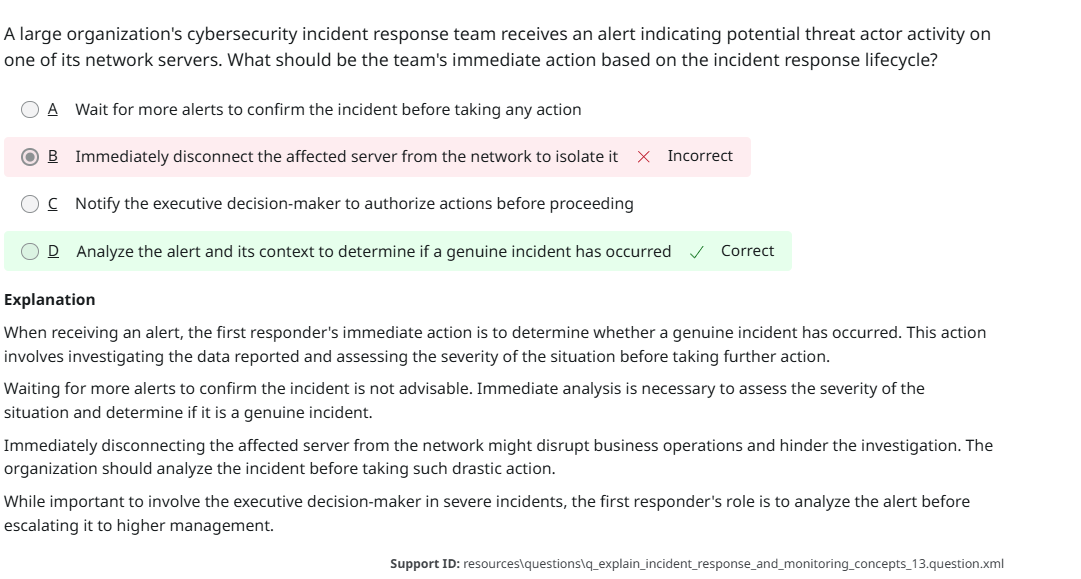 A large organization's cybersecurity incident response team receives an alert indicating potential threat actor activity on
one of its network servers. What should be the team's immediate action based on the incident response lifecycle?
A Wait for more alerts to confirm the incident before taking any action
B Immediately disconnect the affected server from the network to isolate it × Incorrect
C Notify the executive decision-maker to authorize actions before proceeding
D Analyze the alert and its context to determine if a genuine incident has occurred ✓ Correct
Explanation
When receiving an alert, the first responder's immediate action is to determine whether a genuine incident has occurred. This action
involves investigating the data reported and assessing the severity of the situation before taking further action.
Waiting for more alerts to confirm the incident is not advisable. Immediate analysis is necessary to assess the severity of the
situation and determine if it is a genuine incident.
Immediately disconnecting the affected server from the network might disrupt business operations and hinder the investigation. The
organization should analyze the incident before taking such drastic action.
While important to involve the executive decision-maker in severe incidents, the first responder's role is to analyze the alert before
escalating it to higher management.
Support ID: resources\questions\q_explain_incident_response_and_monitoring_concepts_13.question.xml